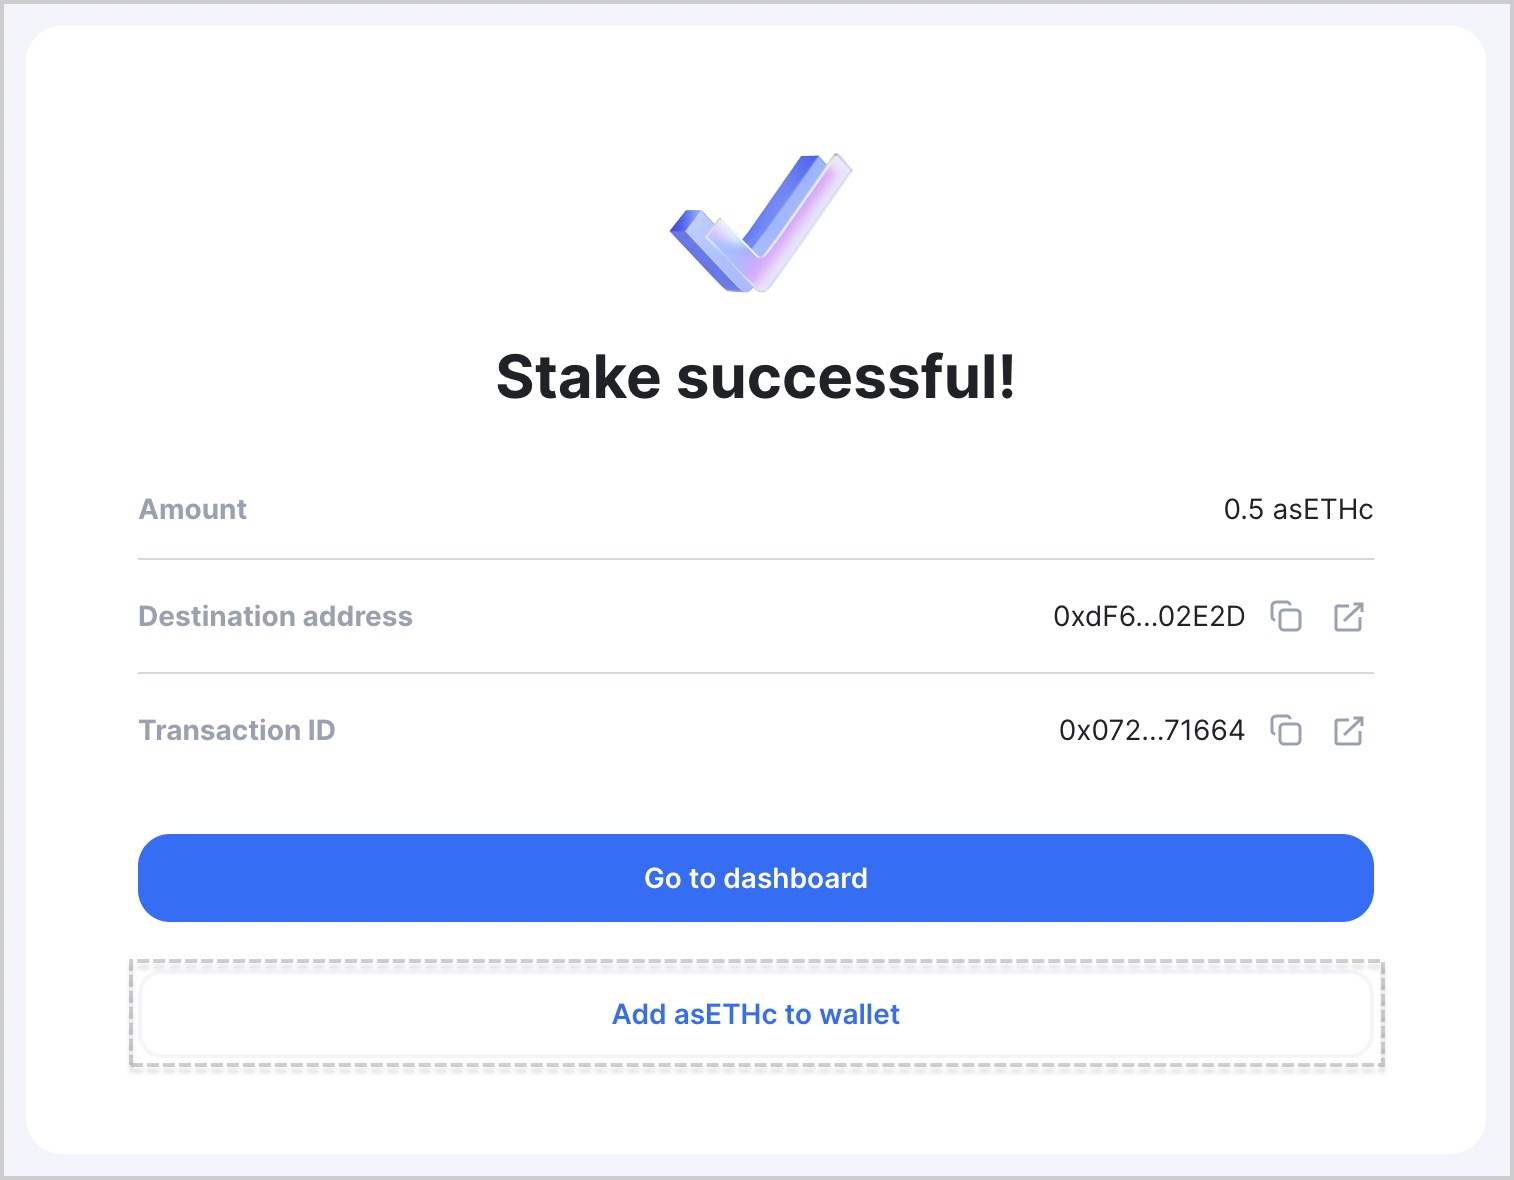 Stake successful!
Amount 0.5 asETHc
Destination address 0xdF6...02E2D
Transaction ID 0x072...71664
Go to dashboard
Add asETHc to wallet